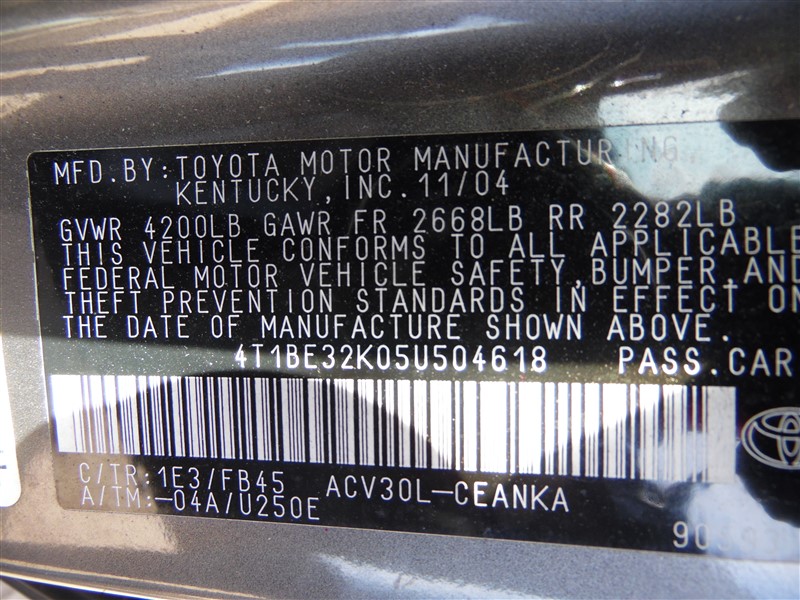 MFD.BY:TOYOTA MOTOR MANUFACTURING
KENTUCKY,INC.11/04
GVWR 4200LB GAWR FR 2668LB RR 2282LB
THIS VEHICLE CONFORMS TO ALL APPLICABLE
FEDERAL MOTOR VEHICLE SAFETY,BUMPER,AND
THEFT PREVENTION STANDARDS IN EFFECT ON
THE DATE OF MANUFACTURE SHOWN ABOVE.
4T1BE32K05U504618 PASS.CAR
C/TR:1E3/FB45 ACV30L-CEANKA
A/TM:-04A/U250E